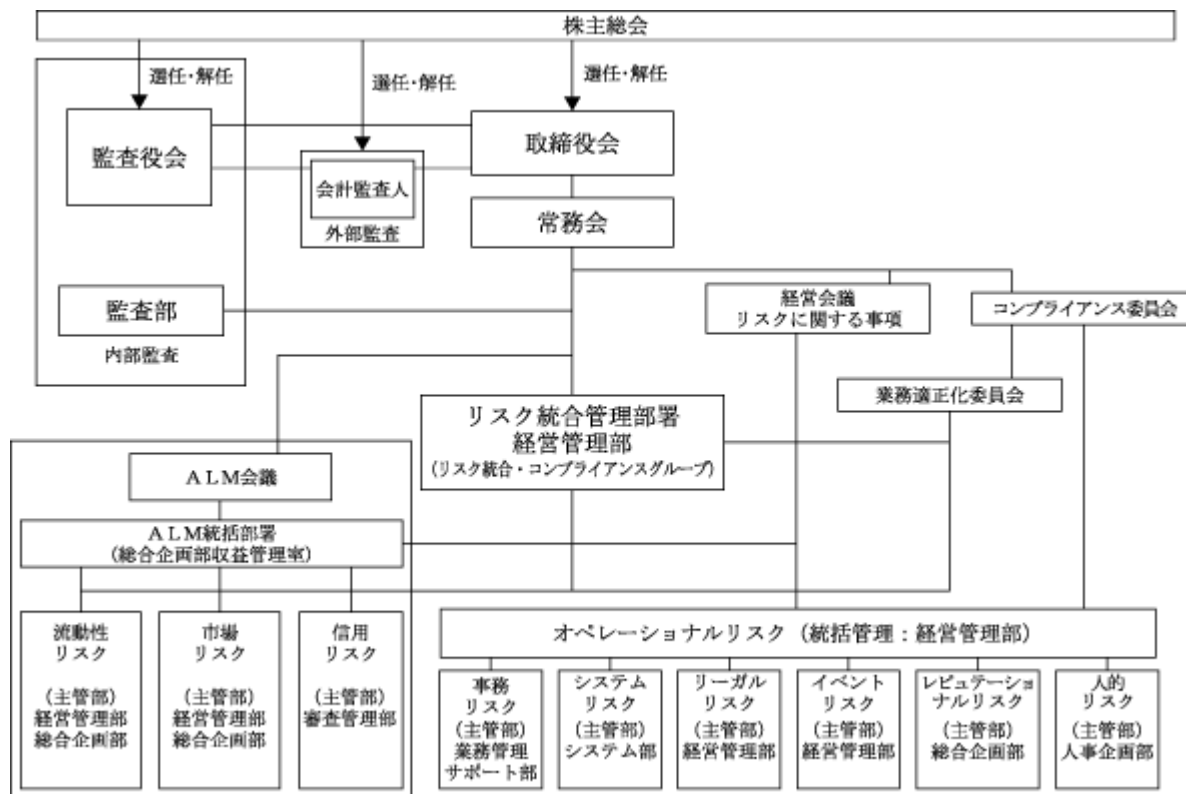 株主総会
選任・解任
選任・解任
選任・解任
監査役会
取締役会
会計監査人
外部監査
常務会
監査部
内部監査
経営会議
リスクに関する事項
コンプライアンス委員会
業務適正化委員会
リスク統合管理部署
経営管理部
(リスク統合・コンプライアンスグループ)
ALM会議
ALM統括部署
(総合企画部収益管理室)
流動性
リスク
(主管部)
経営管理部
総合企画部
市場
リスク
(主管部)
経営管理部
総合企画部
信用
リスク
(主管部)
審査管理部
オペレーショナルリスク (統括管理:経営管理部)
事務
リスク
(主管部)
業務管理
サポート部
システム
リスク
(主管部)
システム部
リーガル
リスク
(主管部)
経営管理部
イベント
リスク
(主管部)
経営管理部
レピュテーショ
ナルリスク
(主管部)
総合企画部
人的
リスク
(主管部)
人事企画部